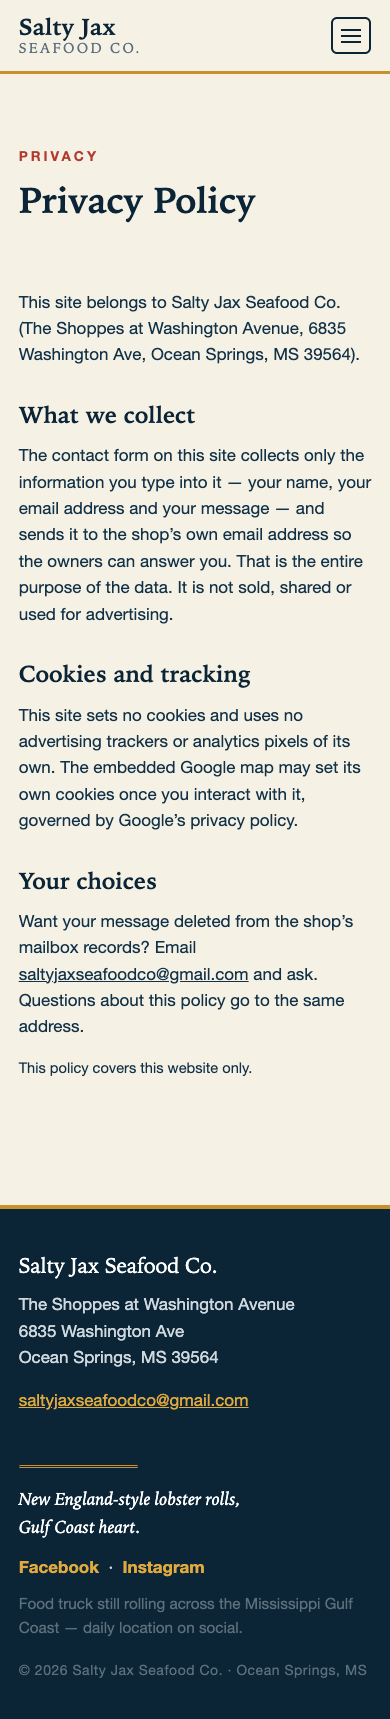 Salty Jax
SEAFOOD CO.
PRIVACY
Privacy Policy
This site belongs to Salty Jax Seafood Co.
(The Shoppes at Washington Avenue, 6835
Washington Ave, Ocean Springs, MS 39564).
What we collect
The contact form on this site collects only the
information you type into it — your name, your
email address and your message — and
sends it to the shop’s own email address so
the owners can answer you. That is the entire
purpose of the data. It is not sold, shared or
used for advertising.
Cookies and tracking
This site sets no cookies and uses no
advertising trackers or analytics pixels of its
own. The embedded Google map may set its
own cookies once you interact with it,
governed by Google’s privacy policy.
Your choices
Want your message deleted from the shop’s
mailbox records? Email
saltyjaxseafoodco@gmail.com and ask.
Questions about this policy go to the same
address.
This policy covers this website only.
Salty Jax Seafood Co.
The Shoppes at Washington Avenue
6835 Washington Ave
Ocean Springs, MS 39564
saltyjaxseafoodco@gmail.com
New England-style lobster rolls,
Gulf Coast heart.
Facebook · Instagram
Food truck still rolling across the Mississippi Gulf
Coast — daily location on social.
© 2026 Salty Jax Seafood Co. · Ocean Springs, MS